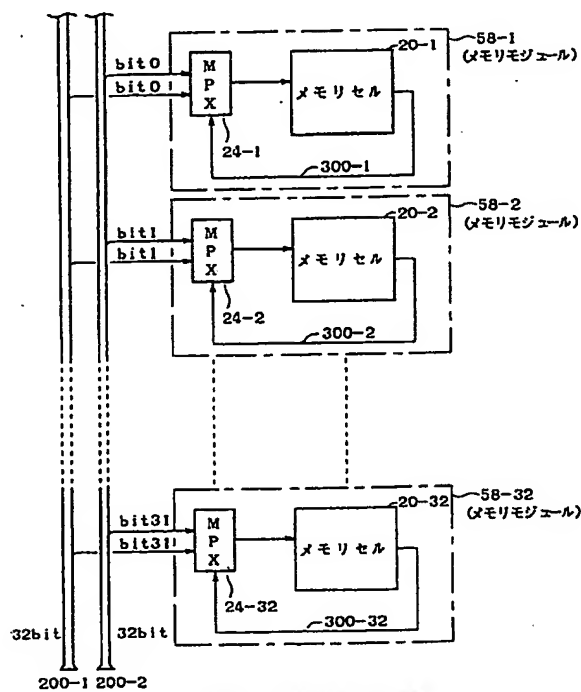 20-1
58-1
(メモリモジュール)
bit0
bit0
MPX
メモリセル
24-1
300-1
20-2
58-2
(メモリモジュール)
bit1
bit1
MPX
メモリセル
24-2
300-2
20-32
58-32
(メモリモジュール)
bit31
bit31
MPX
メモリセル
24-32
300-32
32bit
32bit
200-1
200-2